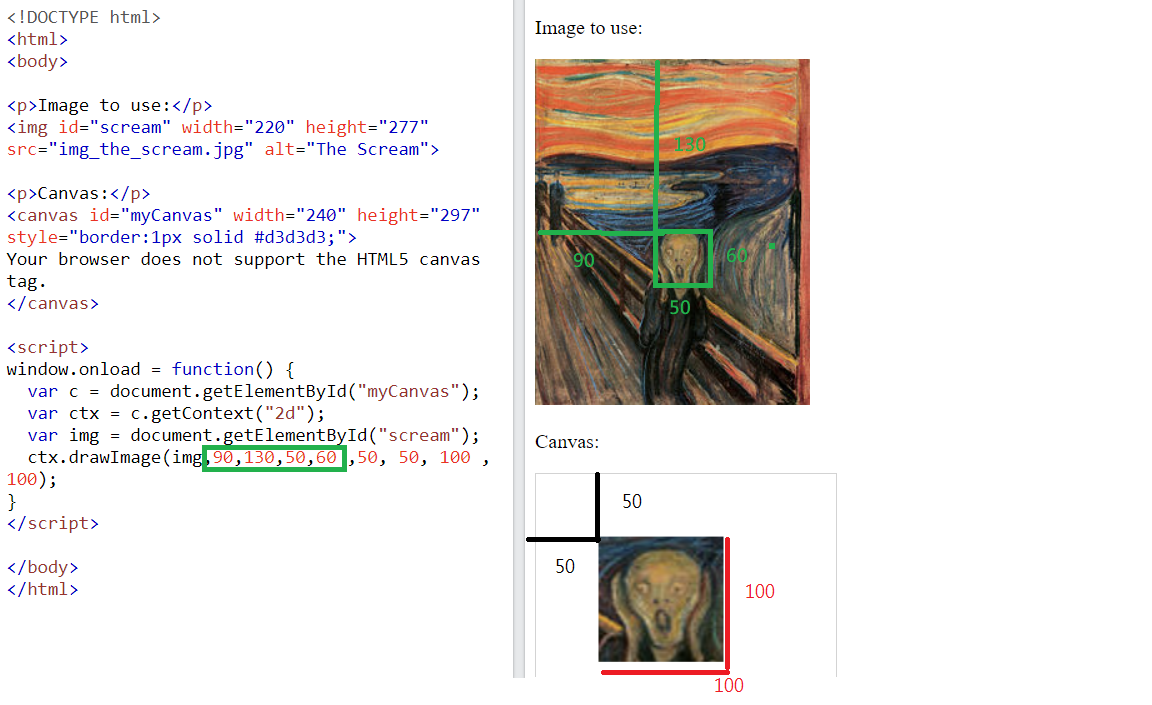 <!DOCTYPE html>
<html>
<body>
<p>Image to use:</p>
<img id="scream" width="220" height="277"
src="img_the_scream.jpg" alt="The Scream">
<p>Canvas:</p>
<canvas id="myCanvas" width="240" height="297"
style="border:1px solid #d3d3d3;">
Your browser does not support the HTML5 canvas
tag.
</canvas>
<script>
window.onload = function() {
  var c = document.getElementById("myCanvas");
  var ctx = c.getContext("2d");
  var img = document.getElementById("scream");
  ctx.drawImage(img,90,130,50,60 ,50, 50, 100 ,
100);
}
</script>
</body>
</html>
Image to use:
130
90
60
50
Canvas:
50
50
100
100